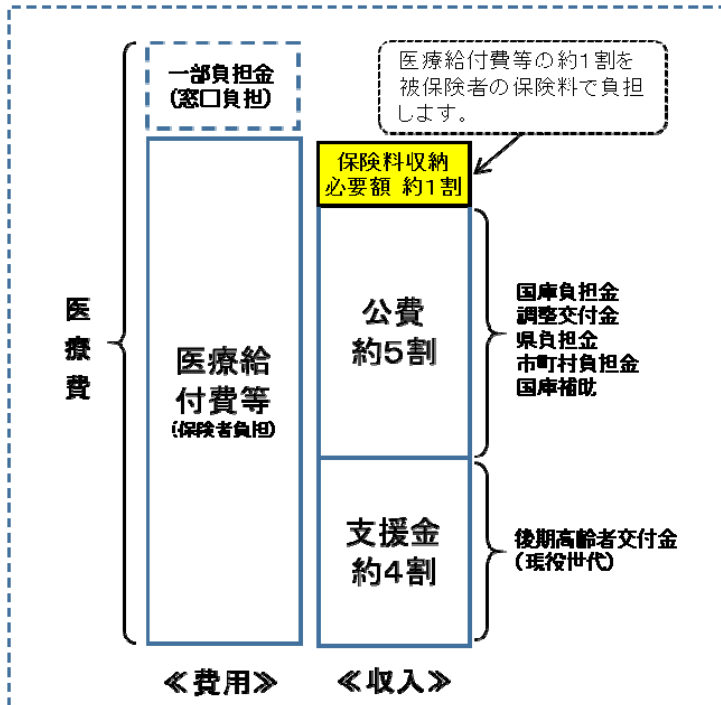 医療給付費等の約1割を
被保険者の保険料で負担
します。
一部負担金
(窓口負担)
保険料収納
必要額 約1割
医療費
医療給
付費等
(保険者負担)
公費
約5割
国庫負担金
調整交付金
県負担金
市町村負担金
国庫補助
支援金
約4割
後期高齢者交付金
(現役世代)
≪費用≫
≪収入≫